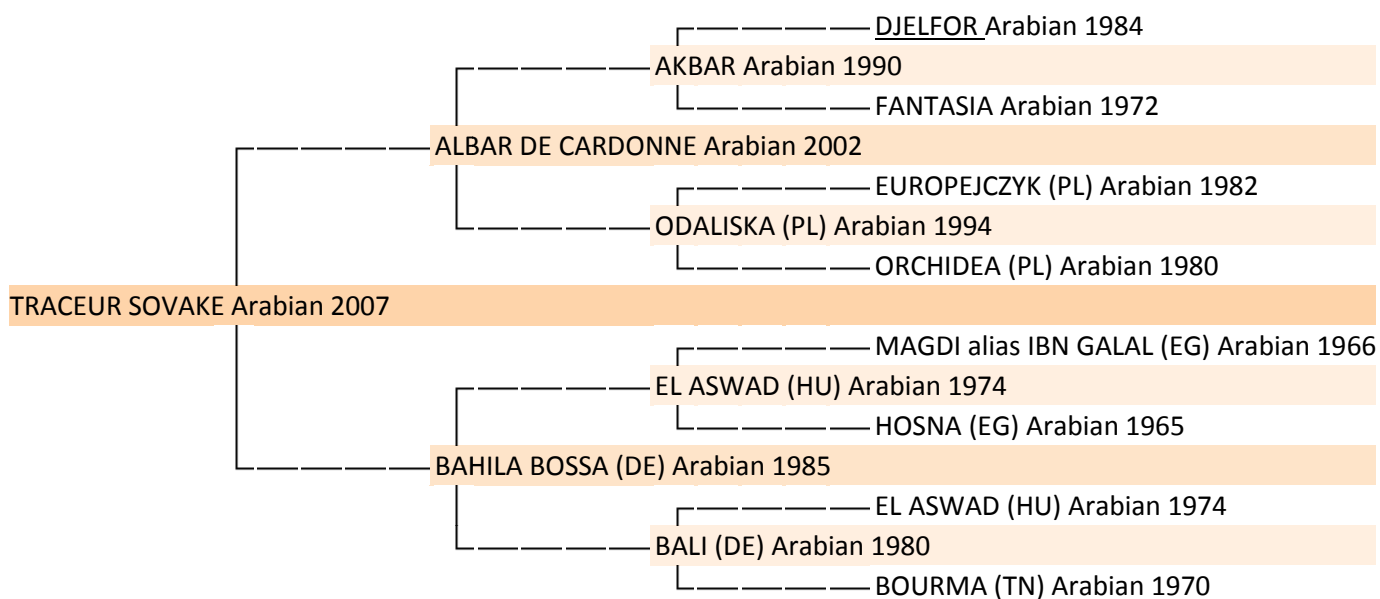 DJELFOR Arabian 1984
AKBAR Arabian 1990
FANTASIA Arabian 1972
ALBAR DE CARDONNE Arabian 2002
EUROPEJCZYK (PL) Arabian 1982
ODALISKA (PL) Arabian 1994
ORCHIDEA (PL) Arabian 1980
TRACEUR SOVAKE Arabian 2007
MAGDI alias IBN GALAL (EG) Arabian 1966
EL ASWAD (HU) Arabian 1974
HOSNA (EG) Arabian 1965
BAHILA BOSSA (DE) Arabian 1985
EL ASWAD (HU) Arabian 1974
BALI (DE) Arabian 1980
BOURMA (TN) Arabian 1970